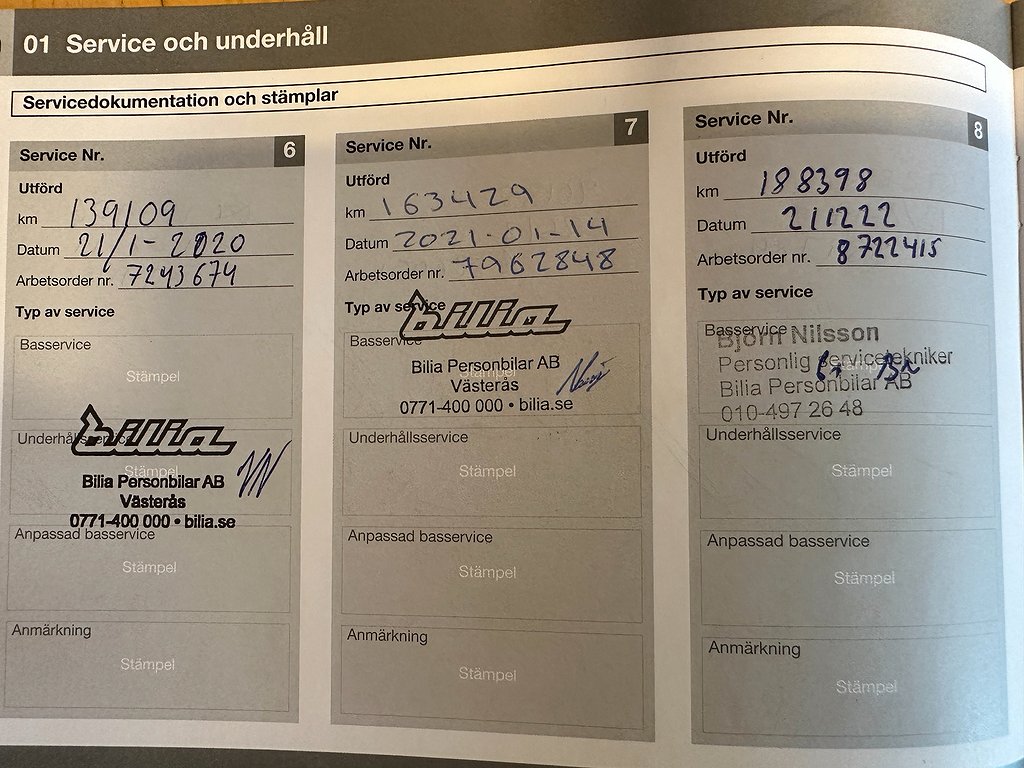 01 Service och underhåll
Servicedokumentation och stämplar
Service Nr. 6
Utförd
km 139109
Datum 21/1-2020
Arbetsorder nr. 7243674
Typ av service
Basservice
Stämpel
Underhållsservice
bilia
Stämpel
Bilia Personbilar AB
Västerås
0771-400 000 • bilia.se
Anpassad basservice
Stämpel
Anmärkning
Stämpel
Service Nr. 7
Utförd
km 163429
Datum 2021-01-14
Arbetsorder nr. 7962848
Typ av service
bilia
Basservice
Bilia Personbilar AB
Stämpel
Västerås
0771-400 000 • bilia.se
Underhållsservice
Stämpel
Anpassad basservice
Stämpel
Anmärkning
Stämpel
Service Nr. 8
Utförd
km 188398
Datum 211222
Arbetsorder nr. 8722415
Typ av service
Basservice
Björn Nilsson
Personlig servicetekniker
Stämpel
Bilia Personbilar AB
010-497 26 48
Underhållsservice
Stämpel
Anpassad basservice
Stämpel
Anmärkning
Stämpel